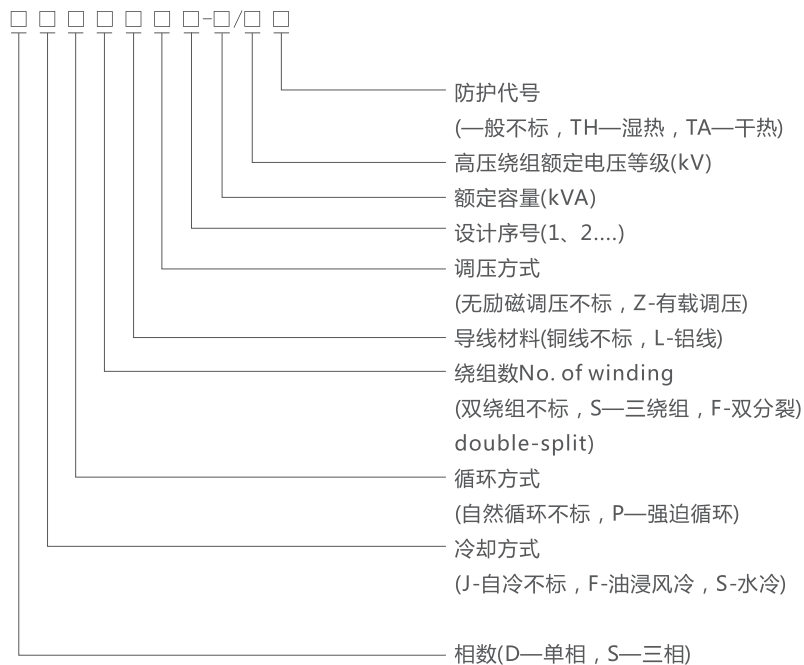 □□□□□□□-□/□□
防护代号
(—般不标，TH—湿热，TA—干热)
高压绕组额定电压等级(kV)
额定容量(kVA)
设计序号(1、2....)
调压方式
(无励磁调压不标，Z-有载调压)
导线材料(铜线不标，L-铝线)
绕组数No. of winding
(双绕组不标，S—三绕组，F-双分裂)
double-split)
循环方式
(自然循环不标，P—强迫循环)
冷却方式
(J-自冷不标，F-油浸风冷，S-水冷)
相数(D—单相，S—三相)